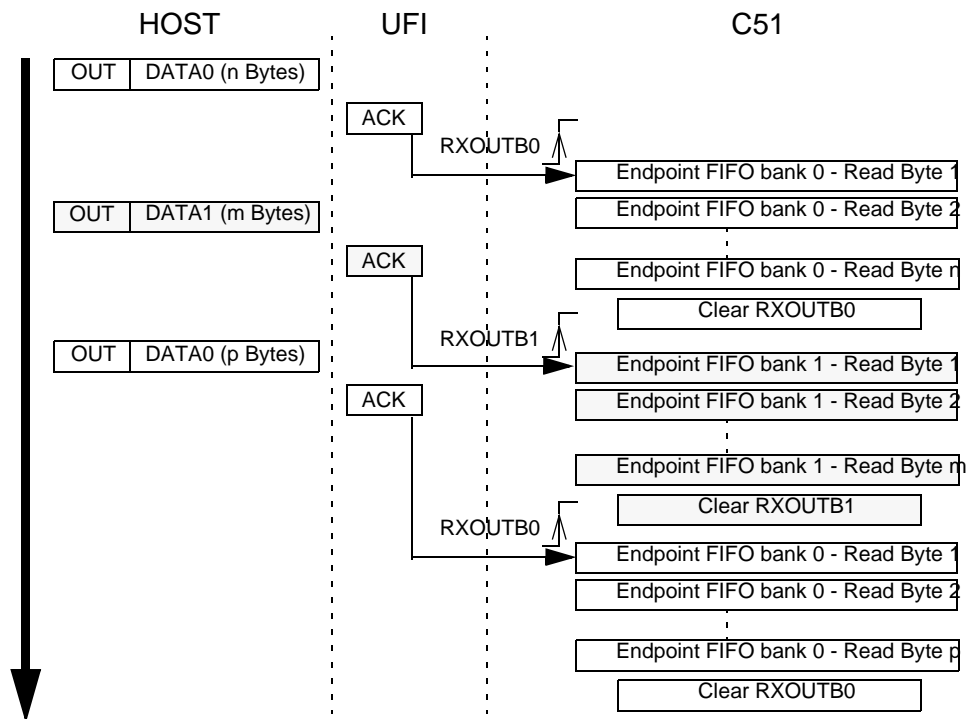 HOST UFI C51
OUT DATA0 (n Bytes)
ACK
RXOUTB0
Endpoint FIFO bank 0 - Read Byte 1
OUT DATA1 (m Bytes)
Endpoint FIFO bank 0 - Read Byte 2
ACK
Endpoint FIFO bank 0 - Read Byte n
Clear RXOUTB0
RXOUTB1
OUT DATA0 (p Bytes)
Endpoint FIFO bank 1 - Read Byte 1
ACK
Endpoint FIFO bank 1 - Read Byte 2
Endpoint FIFO bank 1 - Read Byte m
Clear RXOUTB1
RXOUTB0
Endpoint FIFO bank 0 - Read Byte 1
Endpoint FIFO bank 0 - Read Byte 2
Endpoint FIFO bank 0 - Read Byte p
Clear RXOUTB0